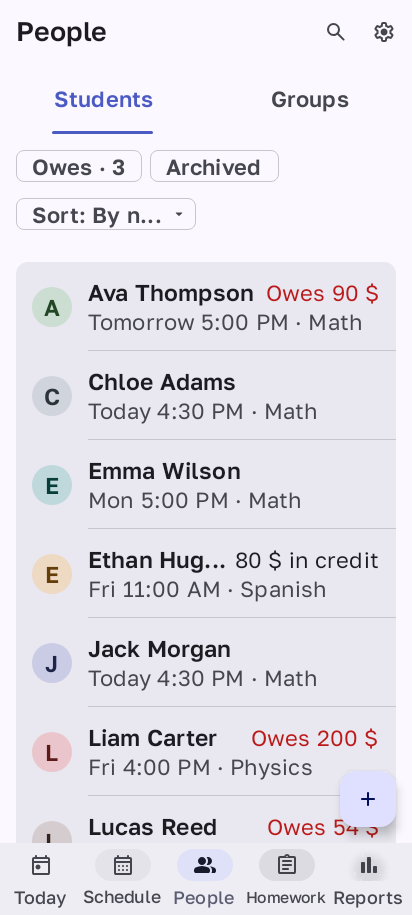 People
Students
Groups
Owes · 3
Archived
Sort: By n...
A
Ava Thompson Owes 90 $
Tomorrow 5:00 PM · Math
C
Chloe Adams
Today 4:30 PM · Math
E
Emma Wilson
Mon 5:00 PM · Math
E
Ethan Hug... 80 $ in credit
Fri 11:00 AM · Spanish
J
Jack Morgan
Today 4:30 PM · Math
L
Liam Carter Owes 200 $
Fri 4:00 PM · Physics
L
Lucas Reed Owes 54 $
Today
Schedule
People
Homework
Reports